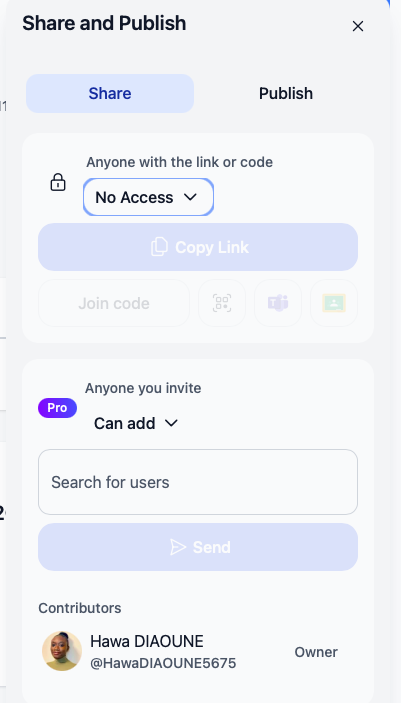 Share and Publish
Share
Publish
Anyone with the link or code
No Access
Copy Link
Join code
Anyone you invite
Pro
Can add
Search for users
Send
Contributors
Hawa DIAOUNE
@HawaDIAOUNE5675
Owner